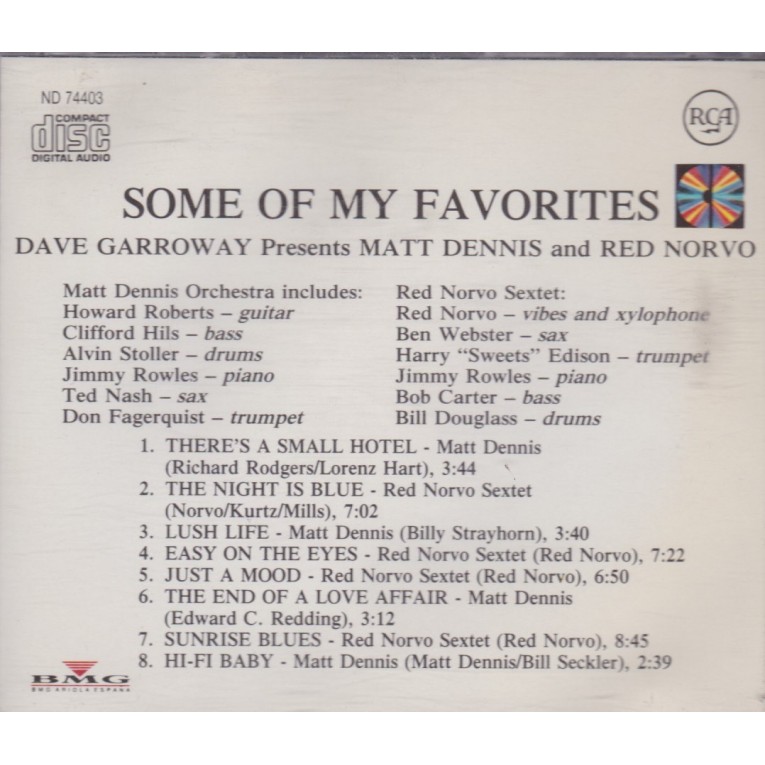 ND 74403
COMPACT
disc
DIGITAL AUDIO
RCA
SOME OF MY FAVORITES
DAVE GARROWAY Presents MATT DENNIS and RED NORVO
Matt Dennis Orchestra includes:
Howard Roberts – guitar
Clifford Hils – bass
Alvin Stoller – drums
Jimmy Rowles – piano
Ted Nash – sax
Don Fagerquist – trumpet
Red Norvo Sextet:
Red Norvo – vibes and xylophone
Ben Webster – sax
Harry "Sweets" Edison – trumpet
Jimmy Rowles – piano
Bob Carter – bass
Bill Douglass – drums
1. THERE'S A SMALL HOTEL - Matt Dennis
(Richard Rodgers/Lorenz Hart), 3:44
2. THE NIGHT IS BLUE - Red Norvo Sextet
(Norvo/Kurtz/Mills), 7:02
3. LUSH LIFE - Matt Dennis (Billy Strayhorn), 3:40
4. EASY ON THE EYES - Red Norvo Sextet (Red Norvo), 7:22
5. JUST A MOOD - Red Norvo Sextet (Red Norvo), 6:50
6. THE END OF A LOVE AFFAIR - Matt Dennis
(Edward C. Redding), 3:12
7. SUNRISE BLUES - Red Norvo Sextet (Red Norvo), 8:45
8. HI-FI BABY - Matt Dennis (Matt Dennis/Bill Seckler), 2:39
BMG
BMG ARIOLA ESPAÑA